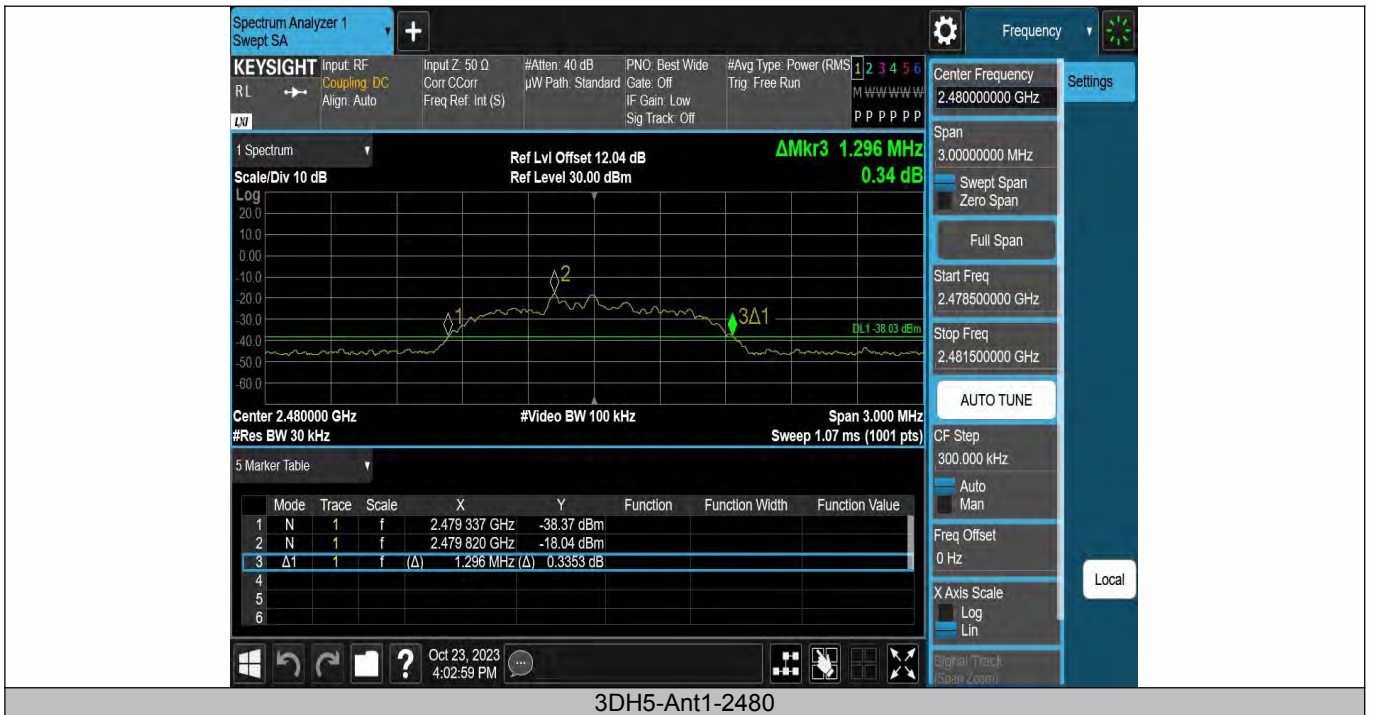 Spectrum Analyzer 1
Swept SA
+
Frequency
KEYSIGHT
RL
LXI
Input: RF
Coupling: DC
Align: Auto
Input Z: 50 Ω
Corr CCorr
Freq Ref: Int (S)
#Atten: 40 dB
µW Path: Standard
PNO: Best Wide
Gate: Off
IF Gain: Low
Sig Track: Off
#Avg Type: Power (RMS
Trig: Free Run
1 2 3 4 5 6
M W W W W W
P P P P P P
1 Spectrum
Scale/Div 10 dB
Ref Lvl Offset 12.04 dB
Ref Level 30.00 dBm
ΔMkr3 1.296 MHz
0.34 dB
Log
20.0
10.0
0.00
-10.0
-20.0
-30.0
-40.0
-50.0
-60.0
1
2
3Δ1
DL1 -38.03 dBm
Center 2.480000 GHz
#Video BW 100 kHz
Span 3.000 MHz
#Res BW 30 kHz
Sweep 1.07 ms (1001 pts)
5 Marker Table
Mode Trace Scale X Y Function Function Width Function Value
1 N 1 f 2.479 337 GHz -38.37 dBm
2 N 1 f 2.479 820 GHz -18.04 dBm
3 Δ1 1 f (Δ) 1.296 MHz (Δ) 0.3353 dB
4
5
6
?
Oct 23, 2023
4:02:59 PM
Center Frequency
2.480000000 GHz
Settings
Span
3.00000000 MHz
Swept Span
Zero Span
Full Span
Start Freq
2.478500000 GHz
Stop Freq
2.481500000 GHz
AUTO TUNE
CF Step
300.000 kHz
Auto
Man
Freq Offset
0 Hz
X Axis Scale
Log
Lin
Local
Signal Track
(Span Zoom)
3DH5-Ant1-2480